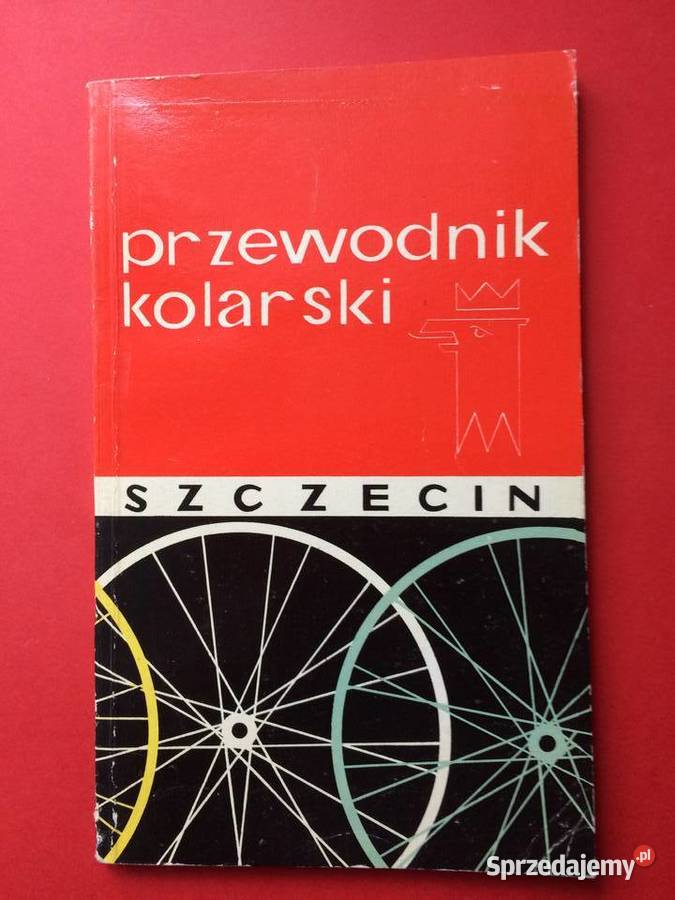 przewodnik
kolarski
SZCZECIN
Sprzedajemy.pl